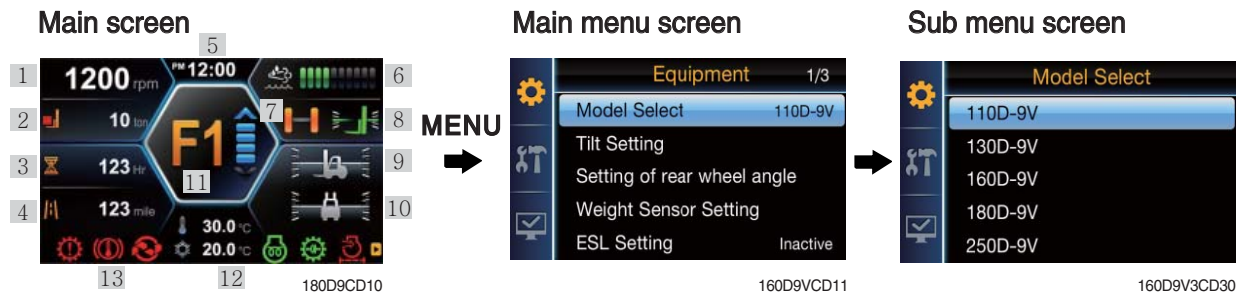 Main screen
Main menu screen
Sub menu screen
5
1
1200 rpm
PM 12:00
6
2
10 ton
7
8
3
123 Hr
F1
11
9
4
123 mile
10
30.0 °C
20.0 °C
13
12
180D9CD10
MENU
Equipment 1/3
Model Select 110D-9V
Tilt Setting
Setting of rear wheel angle
Weight Sensor Setting
ESL Setting Inactive
160D9VCD11
Model Select
110D-9V
130D-9V
160D-9V
180D-9V
250D-9V
160D9V3CD30